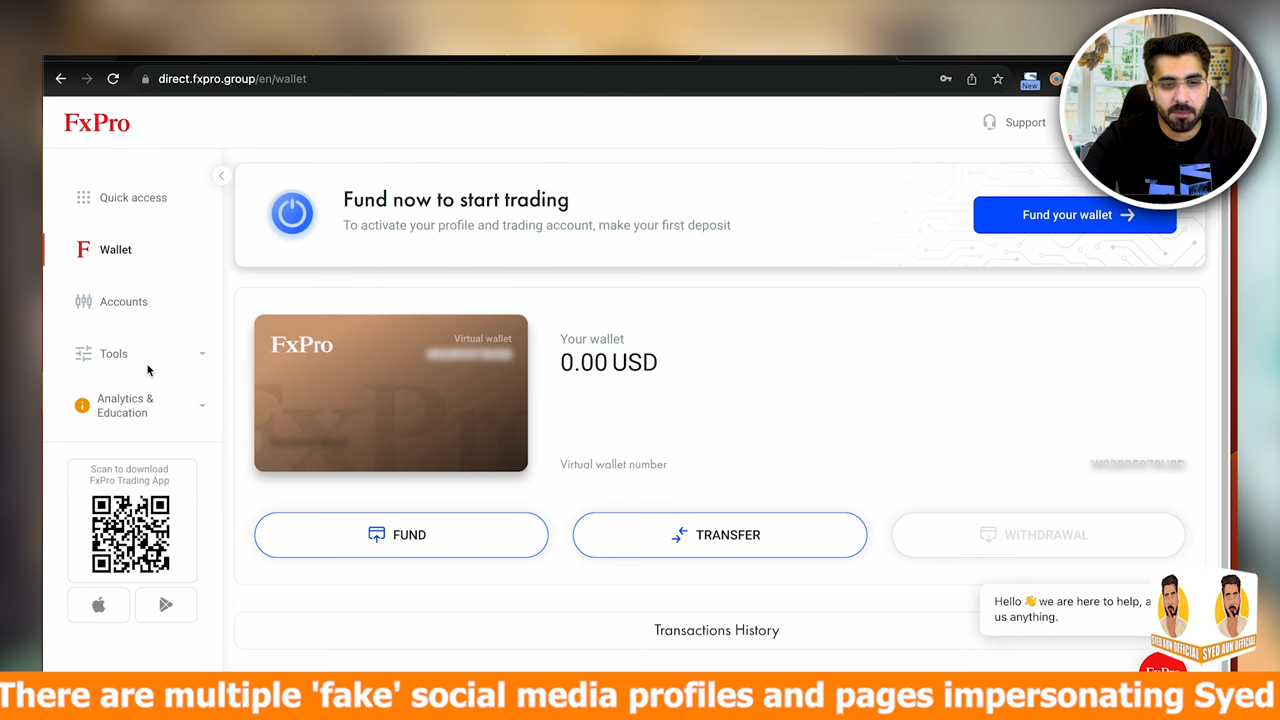 direct.fxpro.group/en/wallet
New
FxPro
Support
Quick access
Fund now to start trading
To activate your profile and trading account, make your first deposit
Fund your wallet
F Wallet
Accounts
Tools
Analytics &
Education
FxPro
Virtual wallet
Your wallet
0.00 USD
Virtual wallet number
Scan to download
FxPro Trading App
FUND
TRANSFER
WITHDRAWAL
Hello 👋 we are here to help, a
us anything.
SYED AUN OFFICIAL
SYED AUN OFFICIAL
Transactions History
FxPro
There are multiple 'fake' social media profiles and pages impersonating Syed